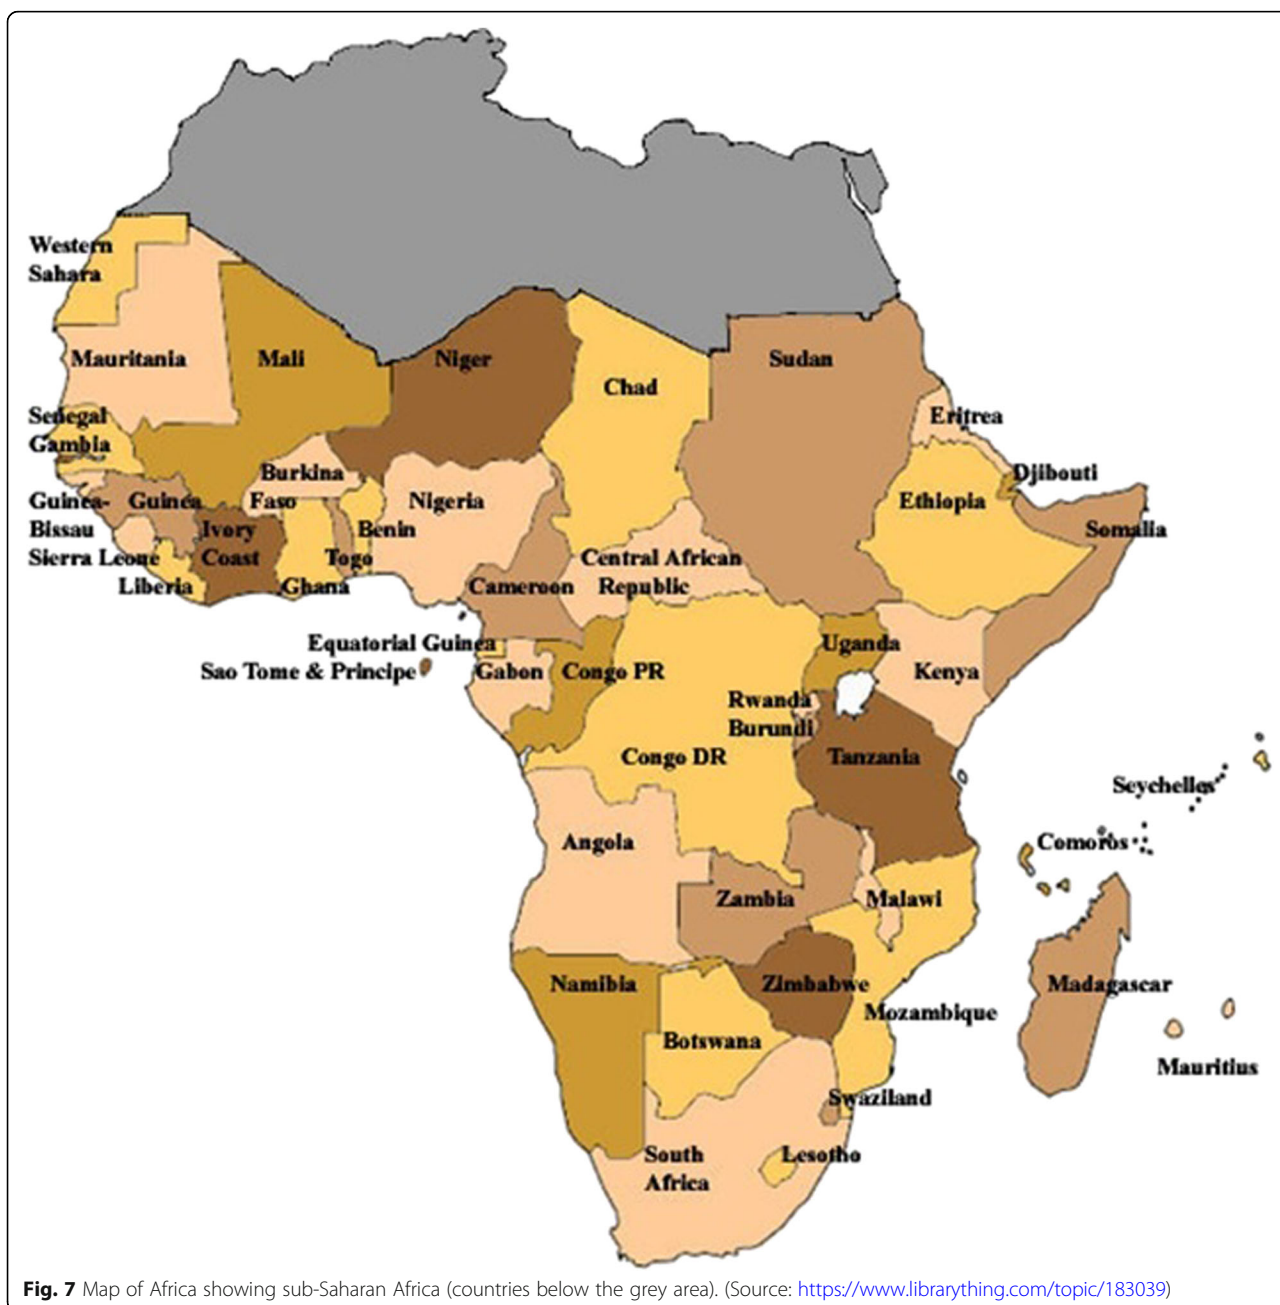 Western
Sahara
Mauritania
Mali
Niger
Chad
Sudan
Eritrea
Senegal
Gambia
Burkina
Faso
Nigeria
Djibouti
Ethiopia
Somalia
Guinea-
Bissau
Guinea
Ivory
Coast
Benin
Togo
Sierra Leone
Liberia
Ghana
Cameroon
Central African
Republic
Equatorial Guinea
Sao Tome & Principe
Gabon
Congo PR
Uganda
Kenya
Rwanda
Burundi
Congo DR
Tanzania
Seychelles
Comoros
Angola
Zambia
Malawi
Namibia
Zimbabwe
Madagascar
Mozambique
Botswana
Mauritius
Swaziland
South
Africa
Lesotho
Fig. 7 Map of Africa showing sub-Saharan Africa (countries below the grey area). (Source: https://www.librarything.com/topic/183039)